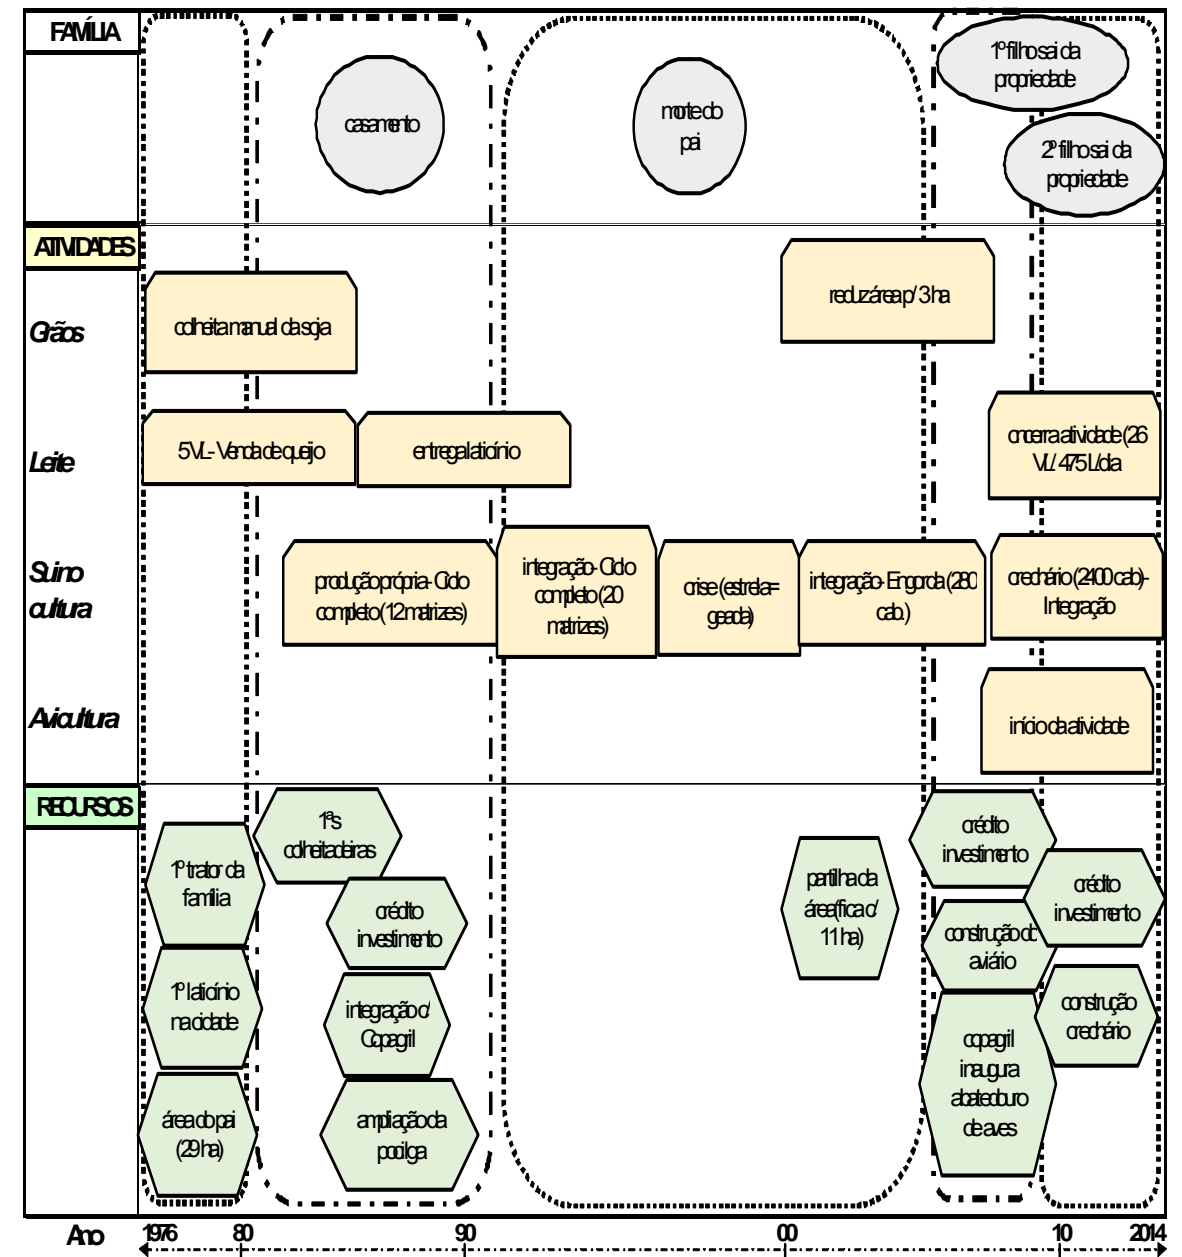 FAMÍLIA
casamento
morte do
pai
1º filho sai da
propriedade
2º filho sai da
propriedade
ATIVIDADES
Grãos
colheita manual da soja
reduz área p/ 3 ha
Leite
5 VL - Venda de queijo
entrega laticínio
encerra atividade (26
VL/ 475 L/dia
Suino
cultura
produção própria - Ciclo
completo (12 matrizes)
integração - Ciclo
completo (20
matrizes)
crise (estrela =
geada)
integração - Engorda (280
cab.)
crechário (2400 cab) -
Integração
Avicultura
início da atividade
RECURSOS
1º trator da
família
1º laticínio
na cidade
área do pai
(29 ha)
1ªs
colheitadeiras
crédito
investimento
integração c/
Copagril
ampliação da
pocilga
partilha da
área (fica c/
11 ha)
crédito
investimento
construção do
aviário
copagril
inaugura
abatedouro
de aves
crédito
investimento
construção
crechário
Ano 1976 80 90 00 10 2014